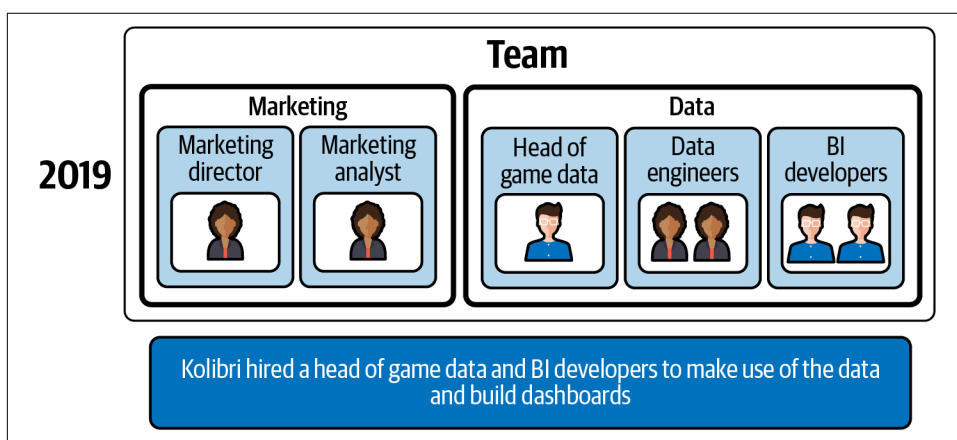 Team
2019
Marketing
Marketing
director
Marketing
analyst
Data
Head of
game data
Data
engineers
BI
developers
Kolibri hired a head of game data and BI developers to make use of the data
and build dashboards